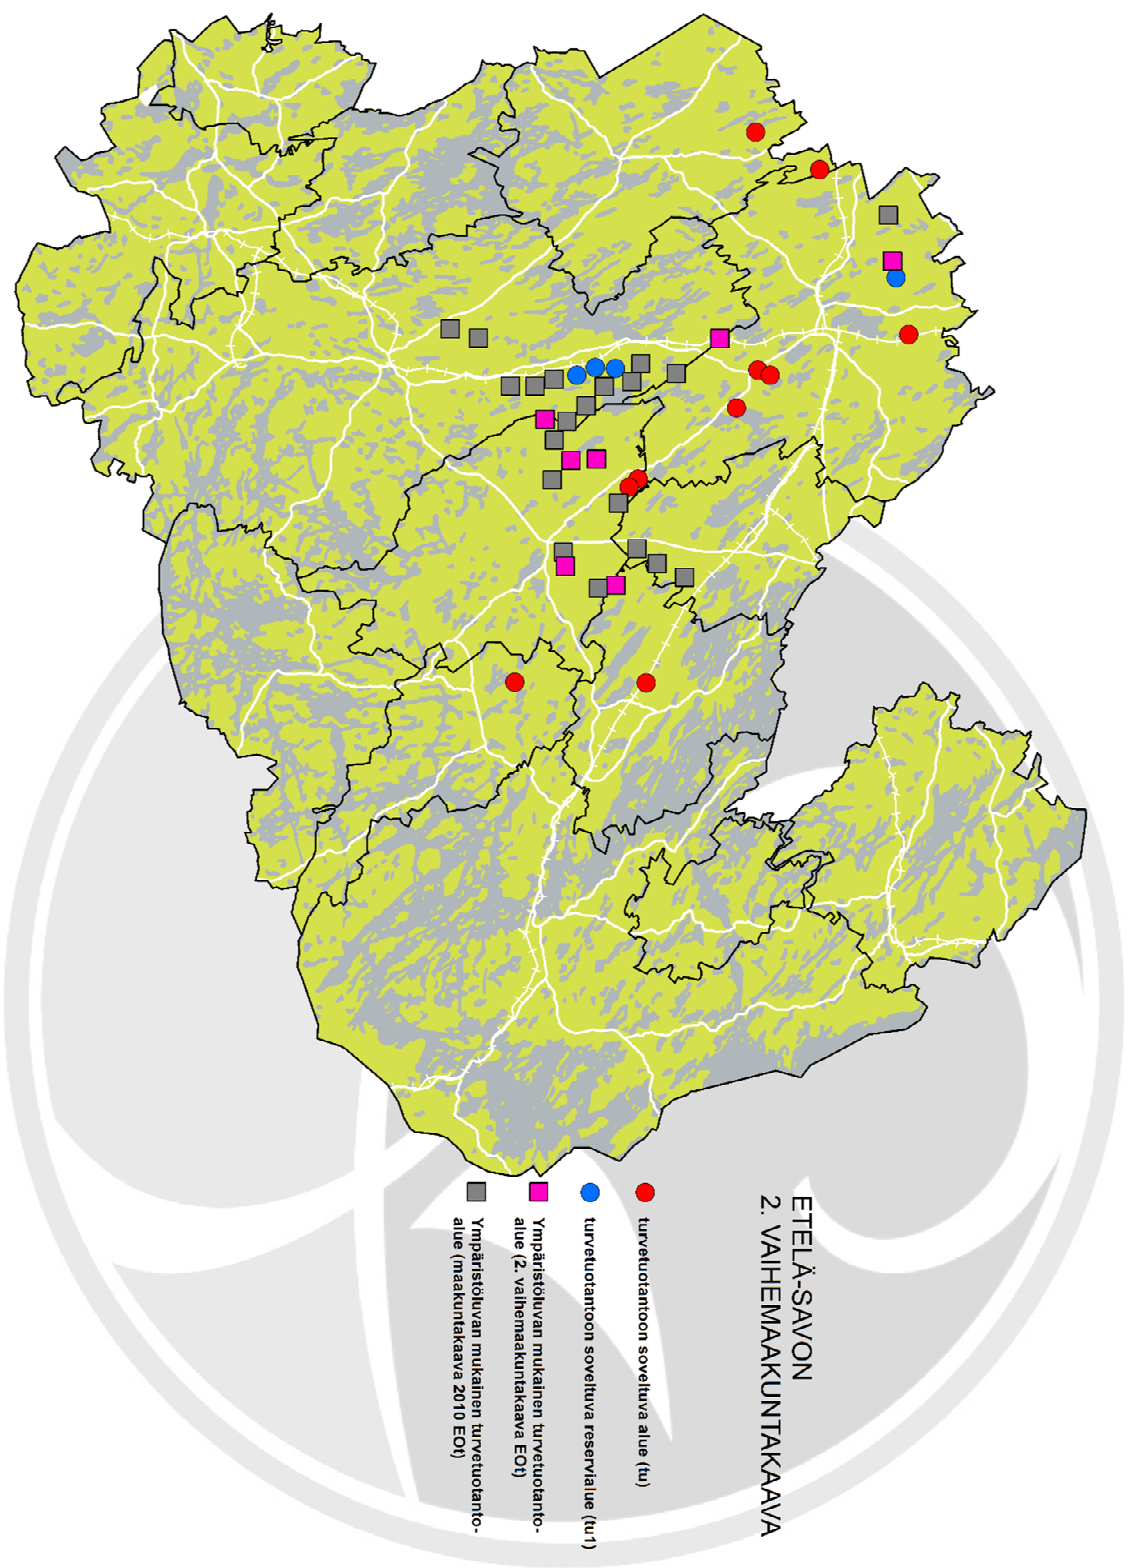 ETELÄ-SAVON
2. VAIHEMAAKUNTAKAAVA
turvetuotantoon soveltuva alue (tu)
turvetuotantoon soveltuva reservialue (tu1)
Ympäristöluvan mukainen turvetuotanto-
alue (2. vaihemaakuntakaava EOt)
Ympäristöluvan mukainen turvetuotanto-
alue (maakuntakaava 2010 EOt)